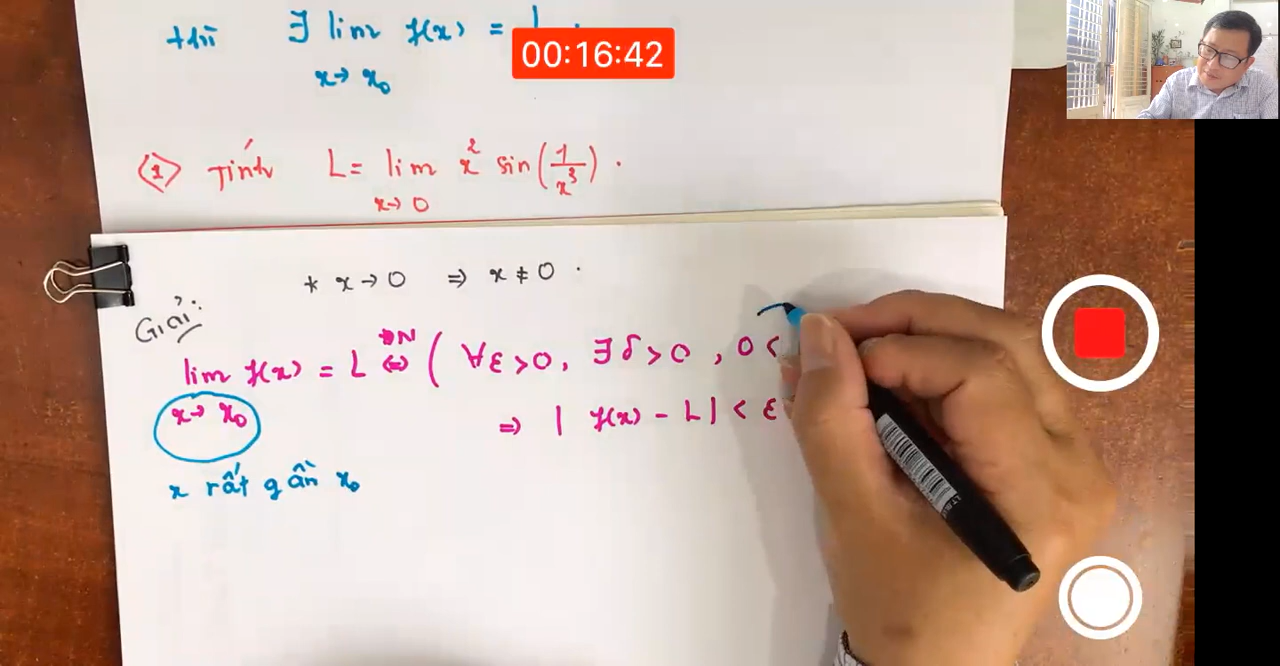 thì ∃ lim f(x) = L.
x→ x₀
00:16:42
⟨1⟩ Tính L = lim x² sin(1/x³).
x→ 0
* x→0 ⇒ x ≠ 0.
Giải:
lim f(x) = L ⇔ ( ∀ε>0, ∃δ>0, 0<
ĐN
x→ x₀
⇒ | f(x) - L| < ε
x rất gần x₀